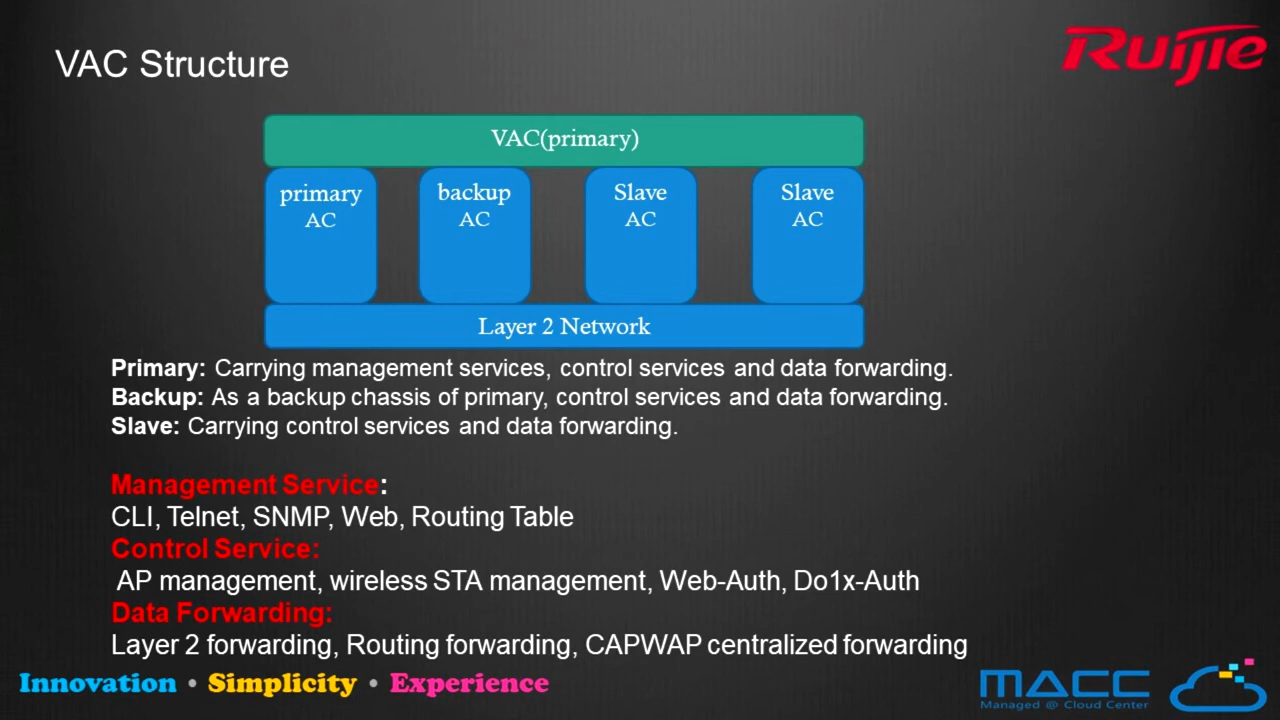 VAC Structure
Ruijie
VAC(primary)
primary
AC
backup
AC
Slave
AC
Slave
AC
Layer 2 Network
Primary: Carrying management services, control services and data forwarding.
Backup: As a backup chassis of primary, control services and data forwarding.
Slave: Carrying control services and data forwarding.
Management Service:
CLI, Telnet, SNMP, Web, Routing Table
Control Service:
AP management, wireless STA management, Web-Auth, Do1x-Auth
Data Forwarding:
Layer 2 forwarding, Routing forwarding, CAPWAP centralized forwarding
Innovation • Simplicity • Experience
MACC
Managed @ Cloud Center